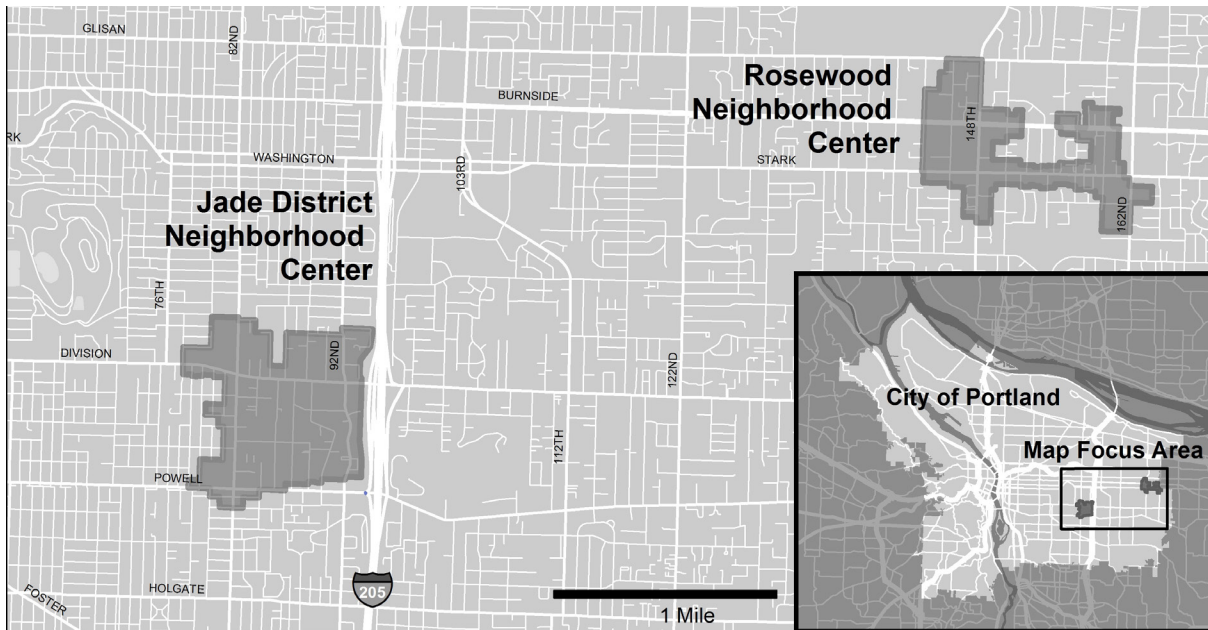 GLISAN
82ND
BURNSIDE
Rosewood
Neighborhood
Center
148TH
RK
WASHINGTON
103RD
STARK
162ND
Jade District
Neighborhood
Center
76TH
DIVISION
92ND
122ND
112TH
POWELL
HOLGATE
FOSTER
205
1 Mile
City of Portland
Map Focus Area